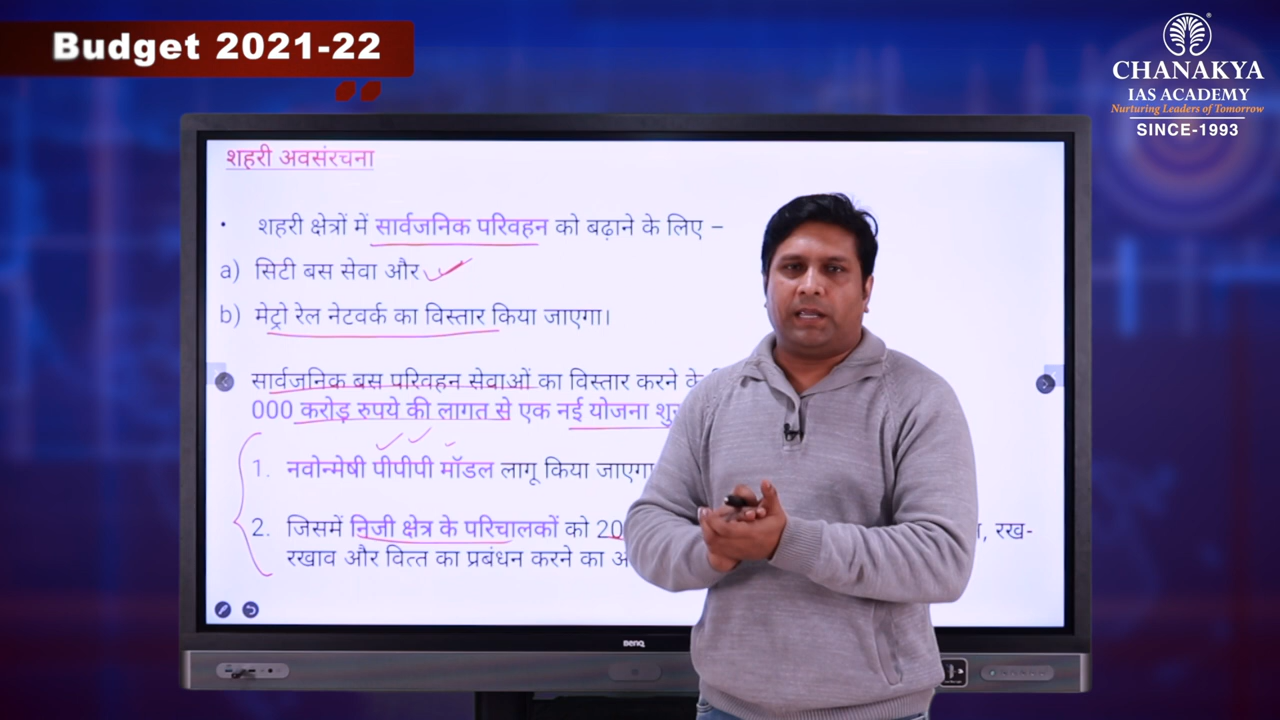 Budget 2021-22
CHANAKYA
IAS ACADEMY
Nurturing Leaders of Tomorrow
SINCE-1993
शहरी अवसंरचना
• शहरी क्षेत्रों में सार्वजनिक परिवहन को बढ़ाने के लिए –
a) सिटी बस सेवा और
b) मेट्रो रेल नेटवर्क का विस्तार किया जाएगा।
सार्वजनिक बस परिवहन सेवाओं का विस्तार करने के
000 करोड़ रुपये की लागत से एक नई योजना
1. नवोन्मेषी पीपीपी मॉडल लागू किया
2. जिसमें निजी क्षेत्र के परिचालकों को 20 रख-
रखाव और वित्त का प्रबंधन करने का
BenQ